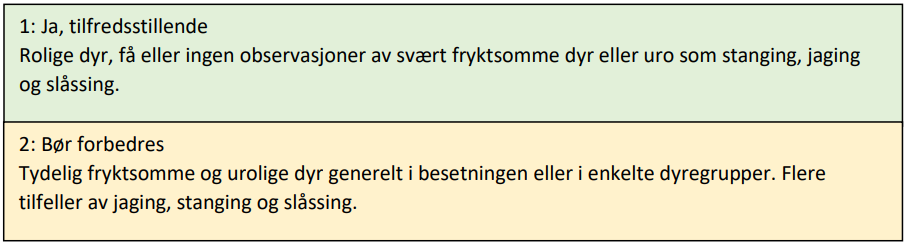 1: Ja, tilfredsstillende
Rolige dyr, få eller ingen observasjoner av svært fryktsomme dyr eller uro som stanging, jaging
og slåssing.
2: Bør forbedres
Tydelig fryktsomme og urolige dyr generelt i besetningen eller i enkelte dyregrupper. Flere
tilfeller av jaging, stanging og slåssing.